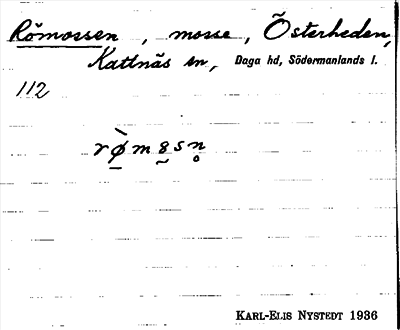 Römossen, mosse, Österheden,
Kattnäs sn, Daga hd, Södermanlands l.
112
KARL-ELIS NYSTEDT 1936